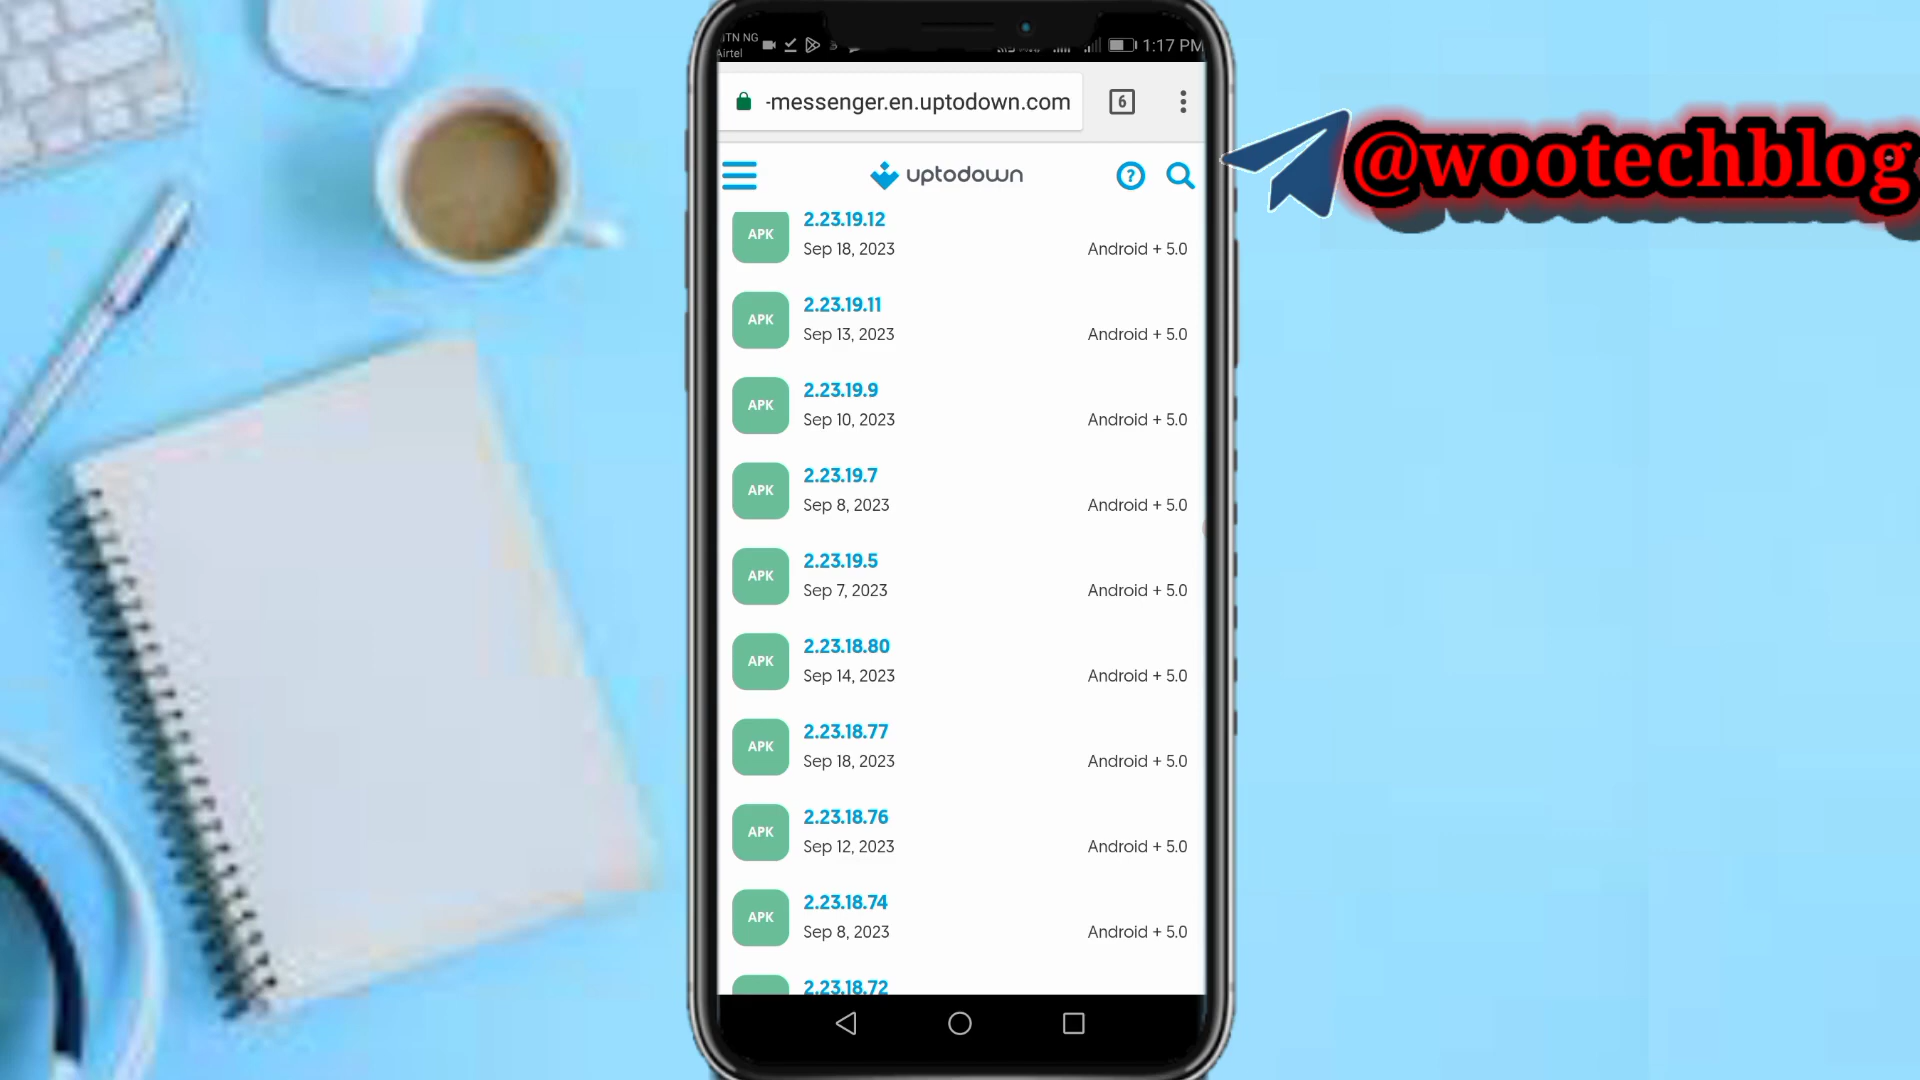 Airtel
1:17 PM
-messenger.en.uptodown.com
6
uptodown
?
@wootechblog
APK
2.23.19.12
Sep 18, 2023
Android + 5.0
APK
2.23.19.11
Sep 13, 2023
Android + 5.0
APK
2.23.19.9
Sep 10, 2023
Android + 5.0
APK
2.23.19.7
Sep 8, 2023
Android + 5.0
APK
2.23.19.5
Sep 7, 2023
Android + 5.0
APK
2.23.18.80
Sep 14, 2023
Android + 5.0
APK
2.23.18.77
Sep 18, 2023
Android + 5.0
APK
2.23.18.76
Sep 12, 2023
Android + 5.0
APK
2.23.18.74
Sep 8, 2023
Android + 5.0
2.23.18.72